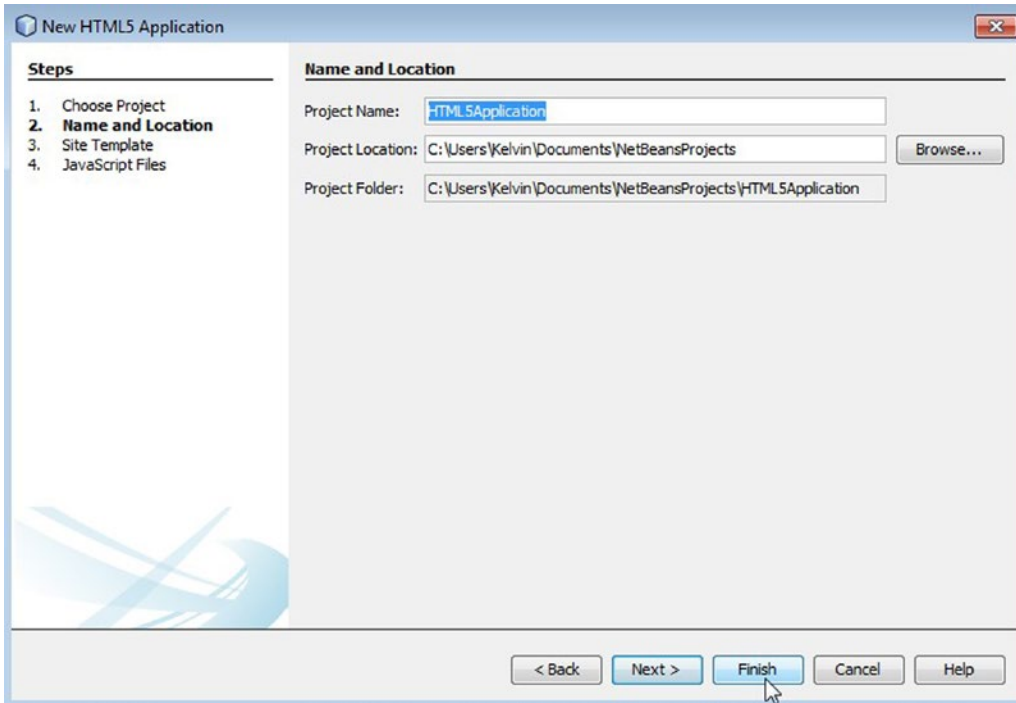 New HTML5 Application
Steps
1. Choose Project
2. Name and Location
3. Site Template
4. JavaScript Files
Name and Location
Project Name: HTML5Application
Project Location: C:\Users\Kelvin\Documents\NetBeansProjects Browse...
Project Folder: C:\Users\Kelvin\Documents\NetBeansProjects\HTML5Application
< Back Next > Finish Cancel Help